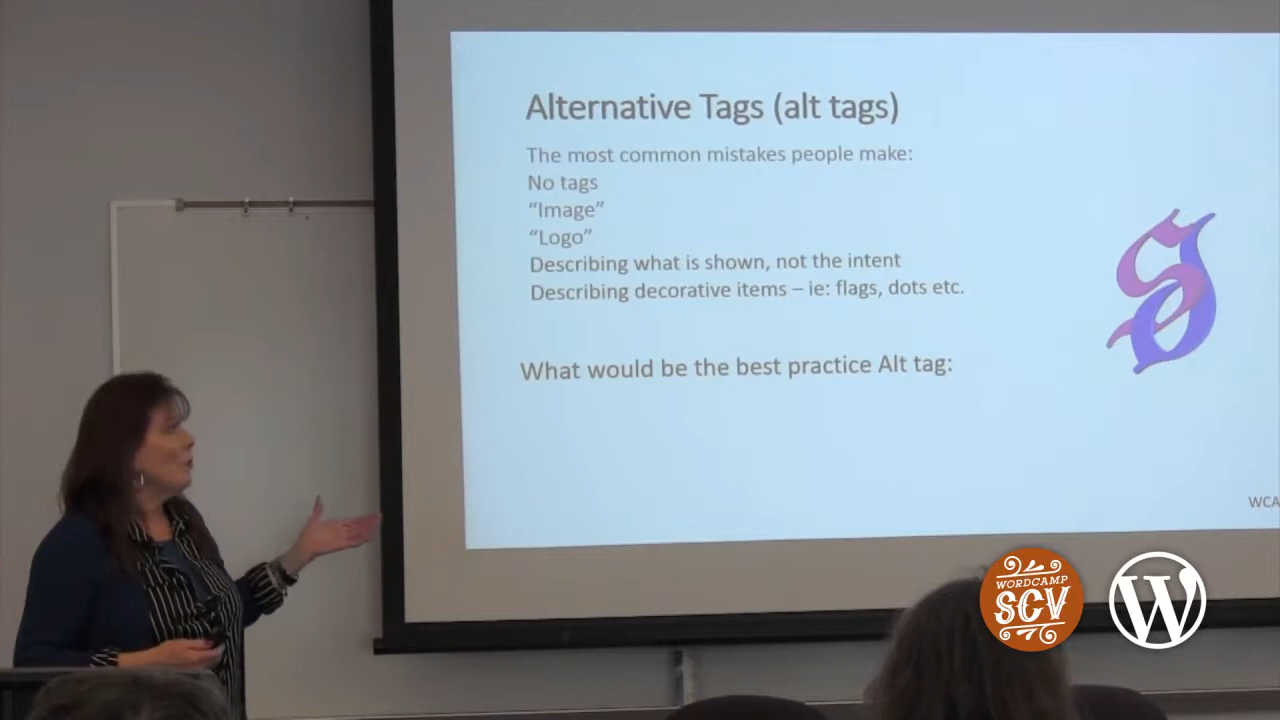 Alternative Tags (alt tags)
The most common mistakes people make:
No tags
“Image”
“Logo”
Describing what is shown, not the intent
Describing decorative items – ie: flags, dots etc.
What would be the best practice Alt tag:
WCA
WORDCAMP
SCV
W